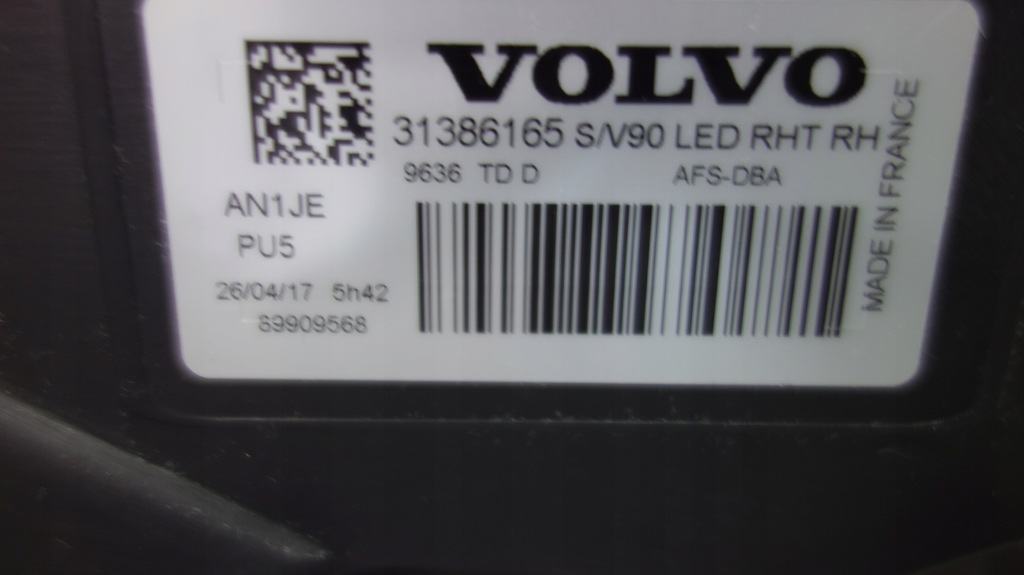 VOLVO
31386165 S/V90 LED RHT RH
9636 TD D AFS-DBA
AN1JE
PU5
26/04/17 5h42
89909568
MADE IN FRANCE